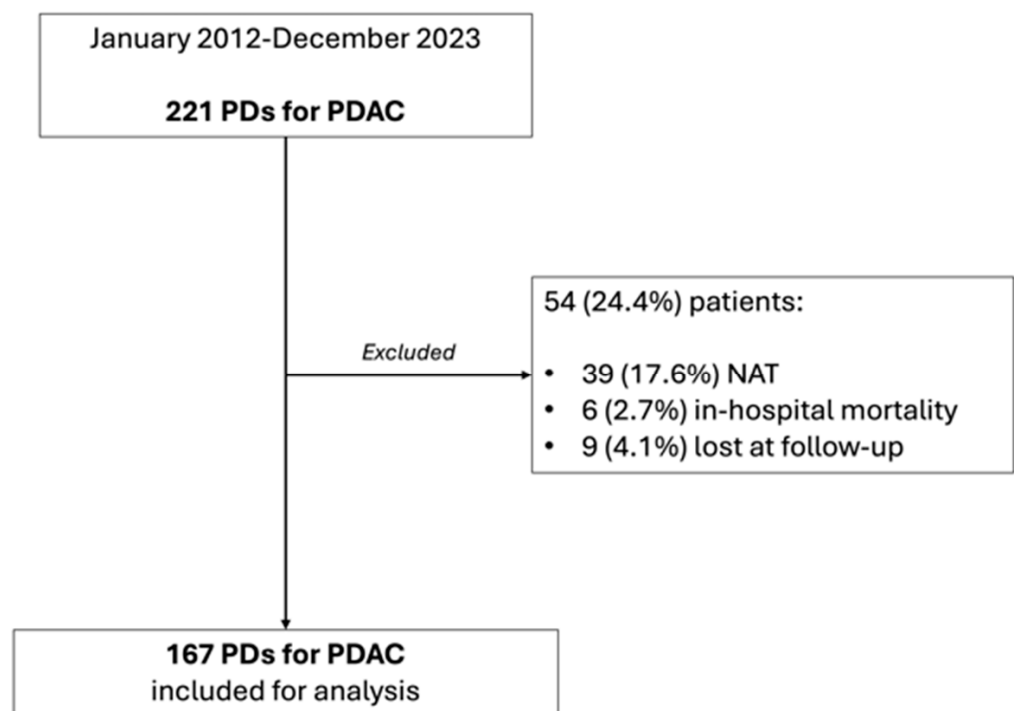 January 2012-December 2023
221 PDs for PDAC
Excluded
54 (24.4%) patients:
• 39 (17.6%) NAT
• 6 (2.7%) in-hospital mortality
• 9 (4.1%) lost at follow-up
167 PDs for PDAC
included for analysis